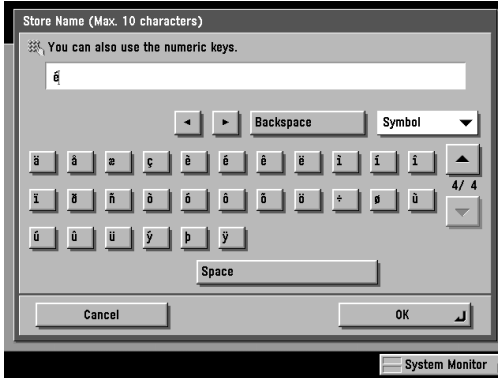 Store Name (Max. 10 characters)
You can also use the numeric keys.
é
Backspace
Symbol
ä â æ ç è é ê ë ì í î
4/ 4
ï ð ñ ò ó ô õ ö ÷ ø ù
ú û ü ý þ ÿ
Space
Cancel
OK
System Monitor